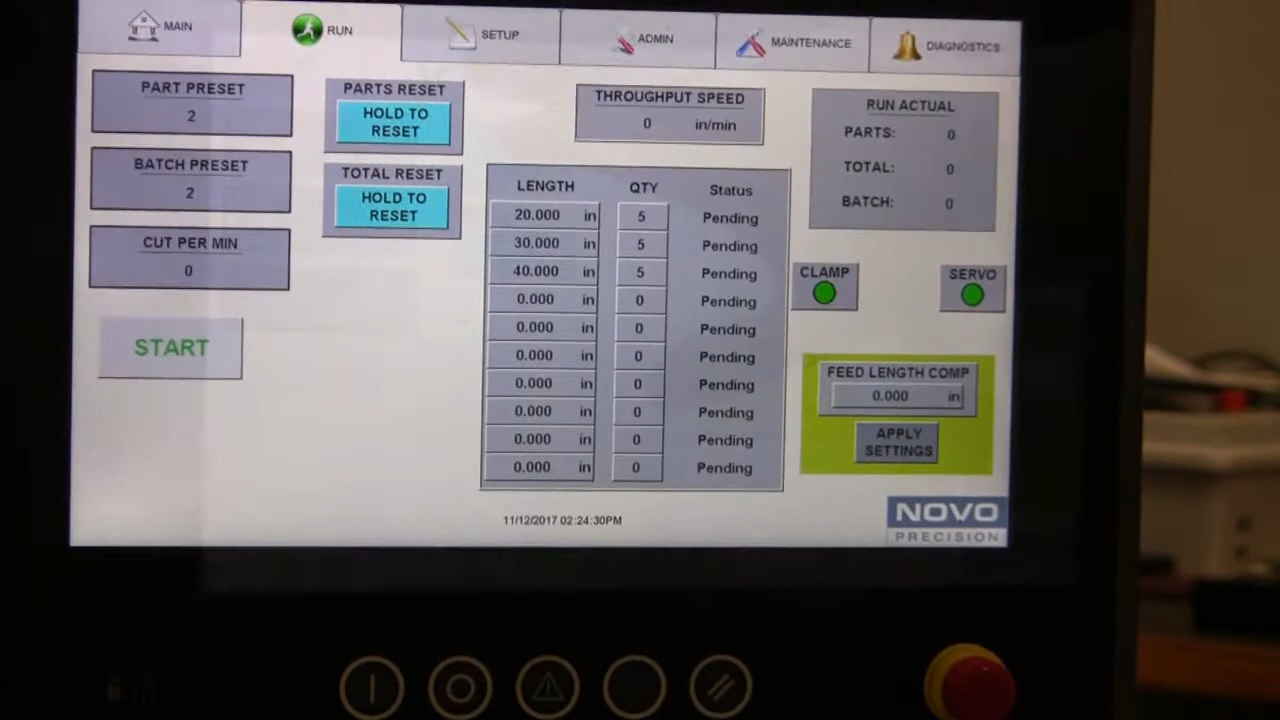 MAIN
RUN
SETUP
ADMIN
MAINTENANCE
DIAGNOSTICS
PART PRESET
2
BATCH PRESET
2
CUT PER MIN
0
START
PARTS RESET
HOLD TO
RESET
TOTAL RESET
HOLD TO
RESET
THROUGHPUT SPEED
0 in/min
LENGTH QTY Status
20.000 in 5 Pending
30.000 in 5 Pending
40.000 in 5 Pending
0.000 in 0 Pending
0.000 in 0 Pending
0.000 in 0 Pending
0.000 in 0 Pending
0.000 in 0 Pending
0.000 in 0 Pending
0.000 in 0 Pending
RUN ACTUAL
PARTS: 0
TOTAL: 0
BATCH: 0
CLAMP
SERVO
FEED LENGTH COMP
0.000 in
APPLY
SETTINGS
11/12/2017 02:24:30PM
NOVO
PRECISION